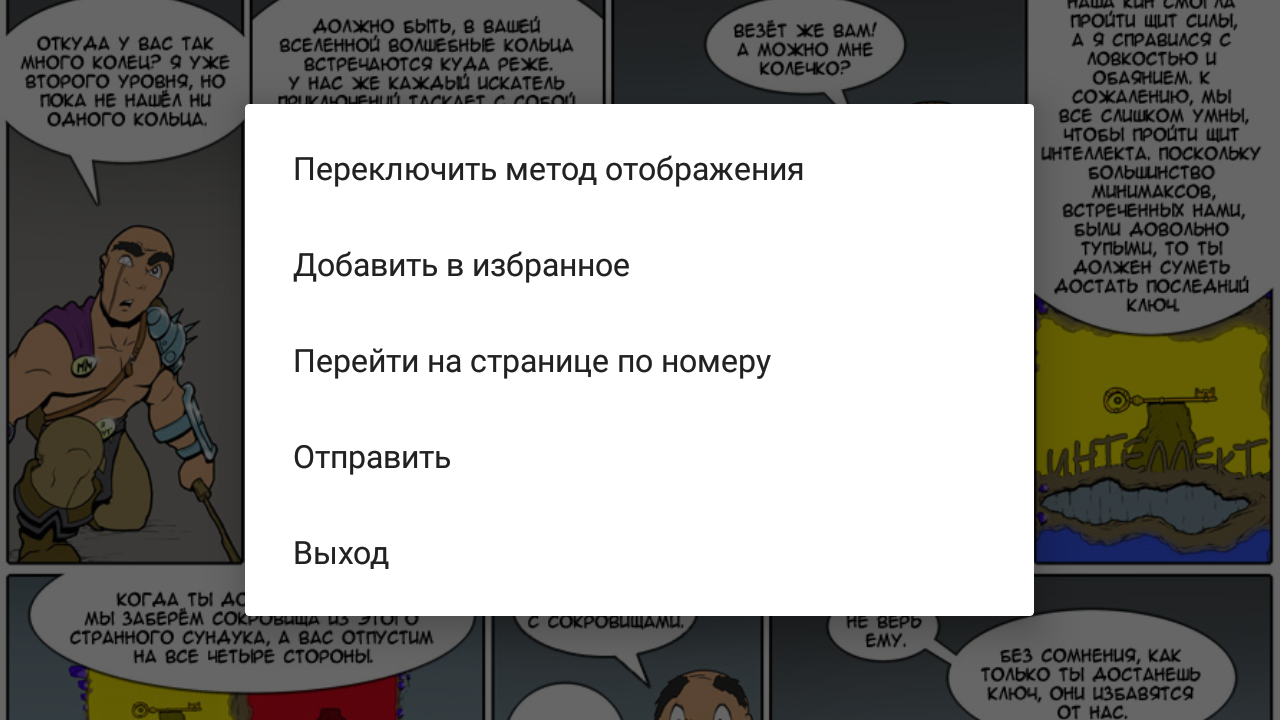 ОТКУДА У ВАС ТАК
МНОГО КОЛЕЦ? Я УЖЕ
ВТОРОГО УРОВНЯ, НО
ПОКА НЕ НАШЁЛ НИ
ОДНОГО КОЛЬЦА.
ДОЛЖНО БЫТЬ, В ВАШЕЙ
ВСЕЛЕННОЙ ВОЛШЕБНЫЕ КОЛЬЦА
ВСТРЕЧАЮТСЯ КУДА РЕЖЕ.
У НАС ЖЕ КАЖДЫЙ ИСКАТЕЛЬ
ПРИКЛЮЧЕНИЙ ТАСКАЕТ С СОБОЙ
ВЕЗЁТ ЖЕ ВАМ!
А МОЖНО МНЕ
КОЛЕЧКО?
НАША КИН СМОГЛА
ПРОЙТИ ЩИТ СИЛЫ,
А Я СПРАВИЛСЯ С
ЛОВКОСТЬЮ И
ОБАЯНИЕМ. К
СОЖАЛЕНИЮ, МЫ
ВСЕ СЛИШКОМ УМНЫ,
ЧТОБЫ ПРОЙТИ ЩИТ
ИНТЕЛЛЕКТА. ПОСКОЛЬКУ
БОЛЬШИНСТВО
МИНИМАКСОВ,
ВСТРЕЧЕННЫХ НАМИ,
БЫЛИ ДОВОЛЬНО
ТУПЫМИ, ТО ТЫ
ДОЛЖЕН СУМЕТЬ
ДОСТАТЬ ПОСЛЕДНИЙ
КЛЮЧ.
ММ
ИНТЕЛЛЕКТ
Переключить метод отображения
Добавить в избранное
Перейти на странице по номеру
Отправить
Выход
КОГДА ТЫ
МЫ ЗАБЕРЁМ СОКРОВИЩА ИЗ ЭТОГО
СТРАННОГО СУНДУКА, А ВАС ОТПУСТИМ
НА ВСЕ ЧЕТЫРЕ СТОРОНЫ.
С СОКРОВИЩАМИ.
НЕ ВЕРЬ
ЕМУ.
БЕЗ СОМНЕНИЯ, КАК
ТОЛЬКО ТЫ ДОСТАНЕШЬ
КЛЮЧ, ОНИ ИЗБАВЯТСЯ
ОТ НАС.